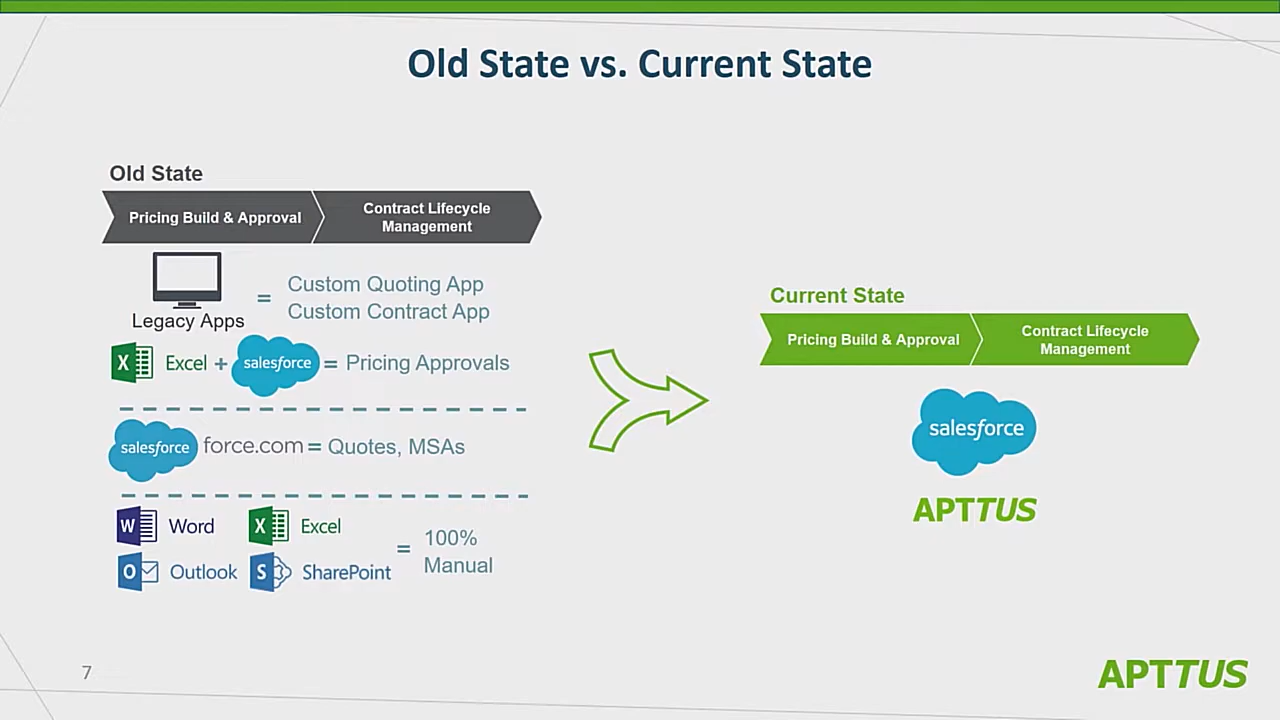 Old State vs. Current State
Old State
Pricing Build & Approval
Contract Lifecycle
Management
Legacy Apps
=
Custom Quoting App
Custom Contract App
X Excel + salesforce = Pricing Approvals
salesforce force.com = Quotes, MSAs
W Word X Excel
O Outlook S SharePoint
=
100%
Manual
Current State
Pricing Build & Approval
Contract Lifecycle
Management
salesforce
APTTUS
7
APTTUS